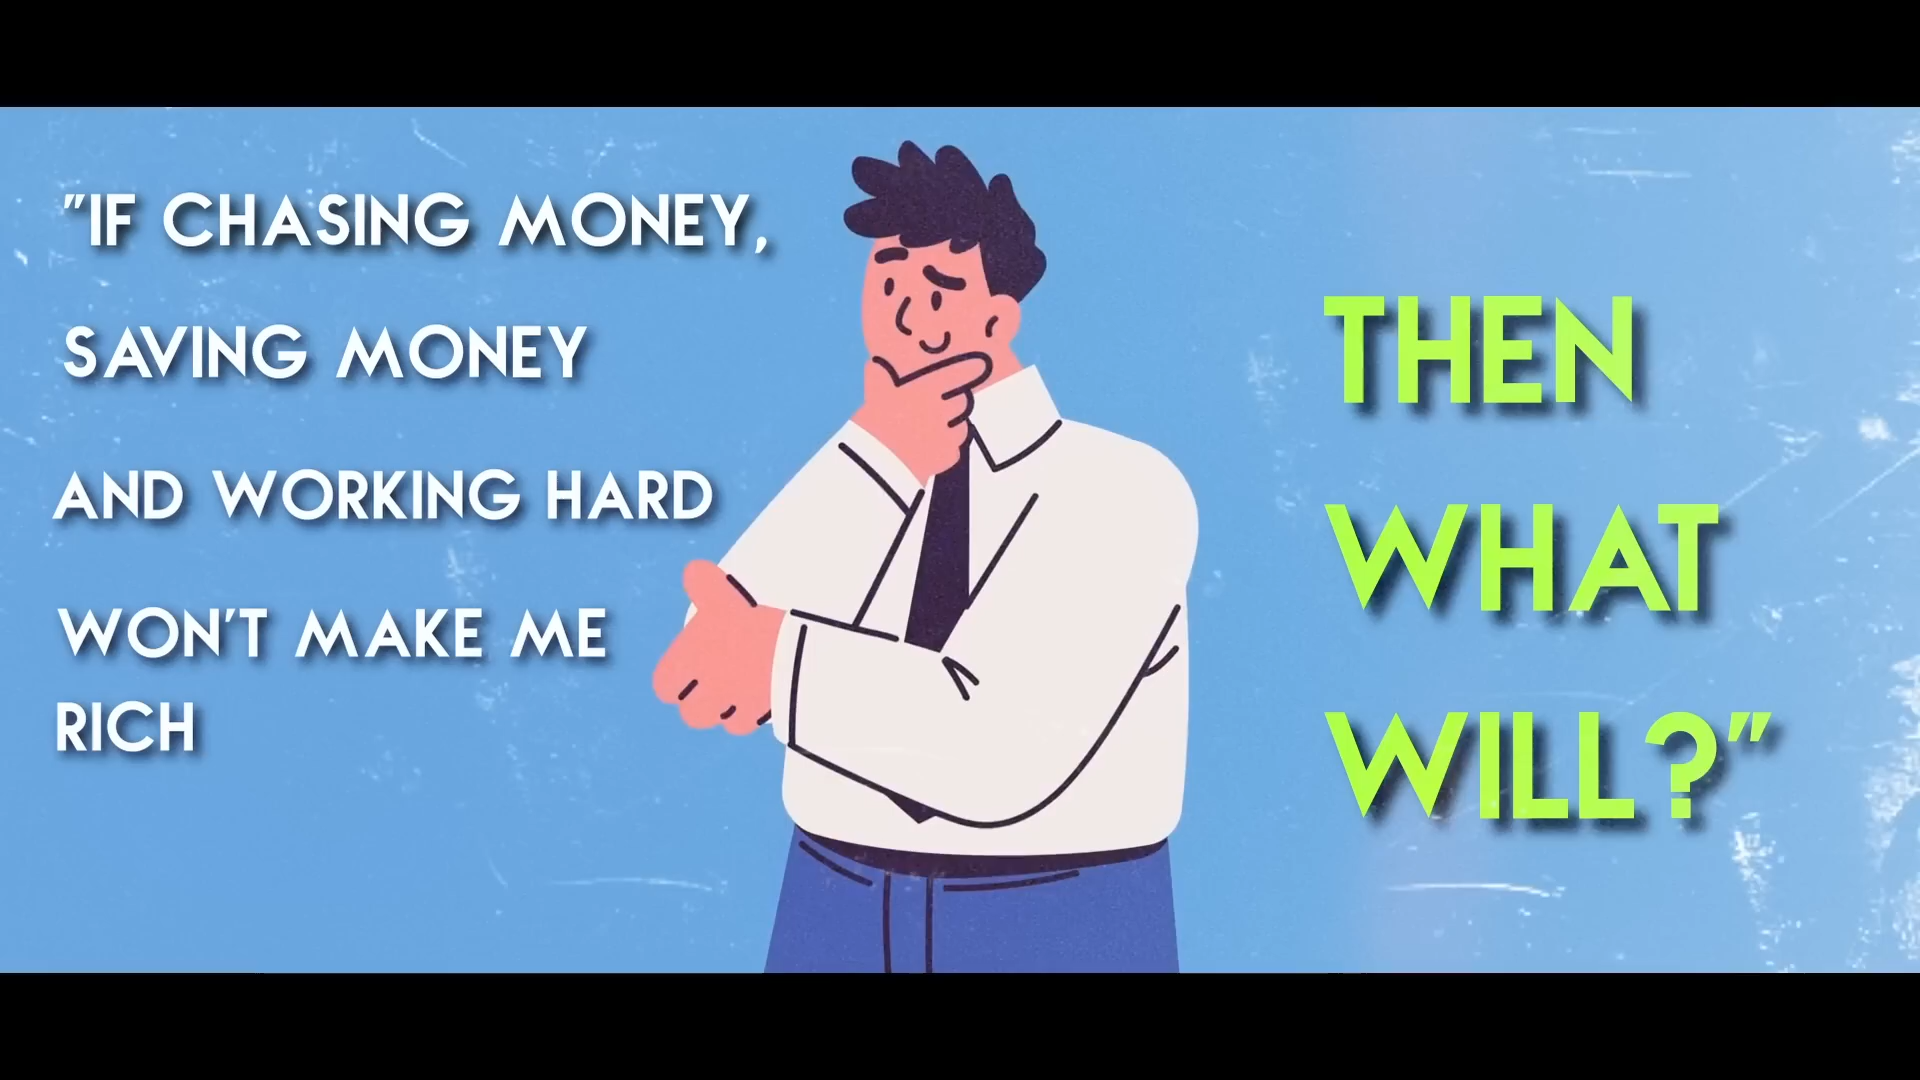 "IF CHASING MONEY,
SAVING MONEY
AND WORKING HARD
WON'T MAKE ME
RICH
THEN
WHAT
WILL?"